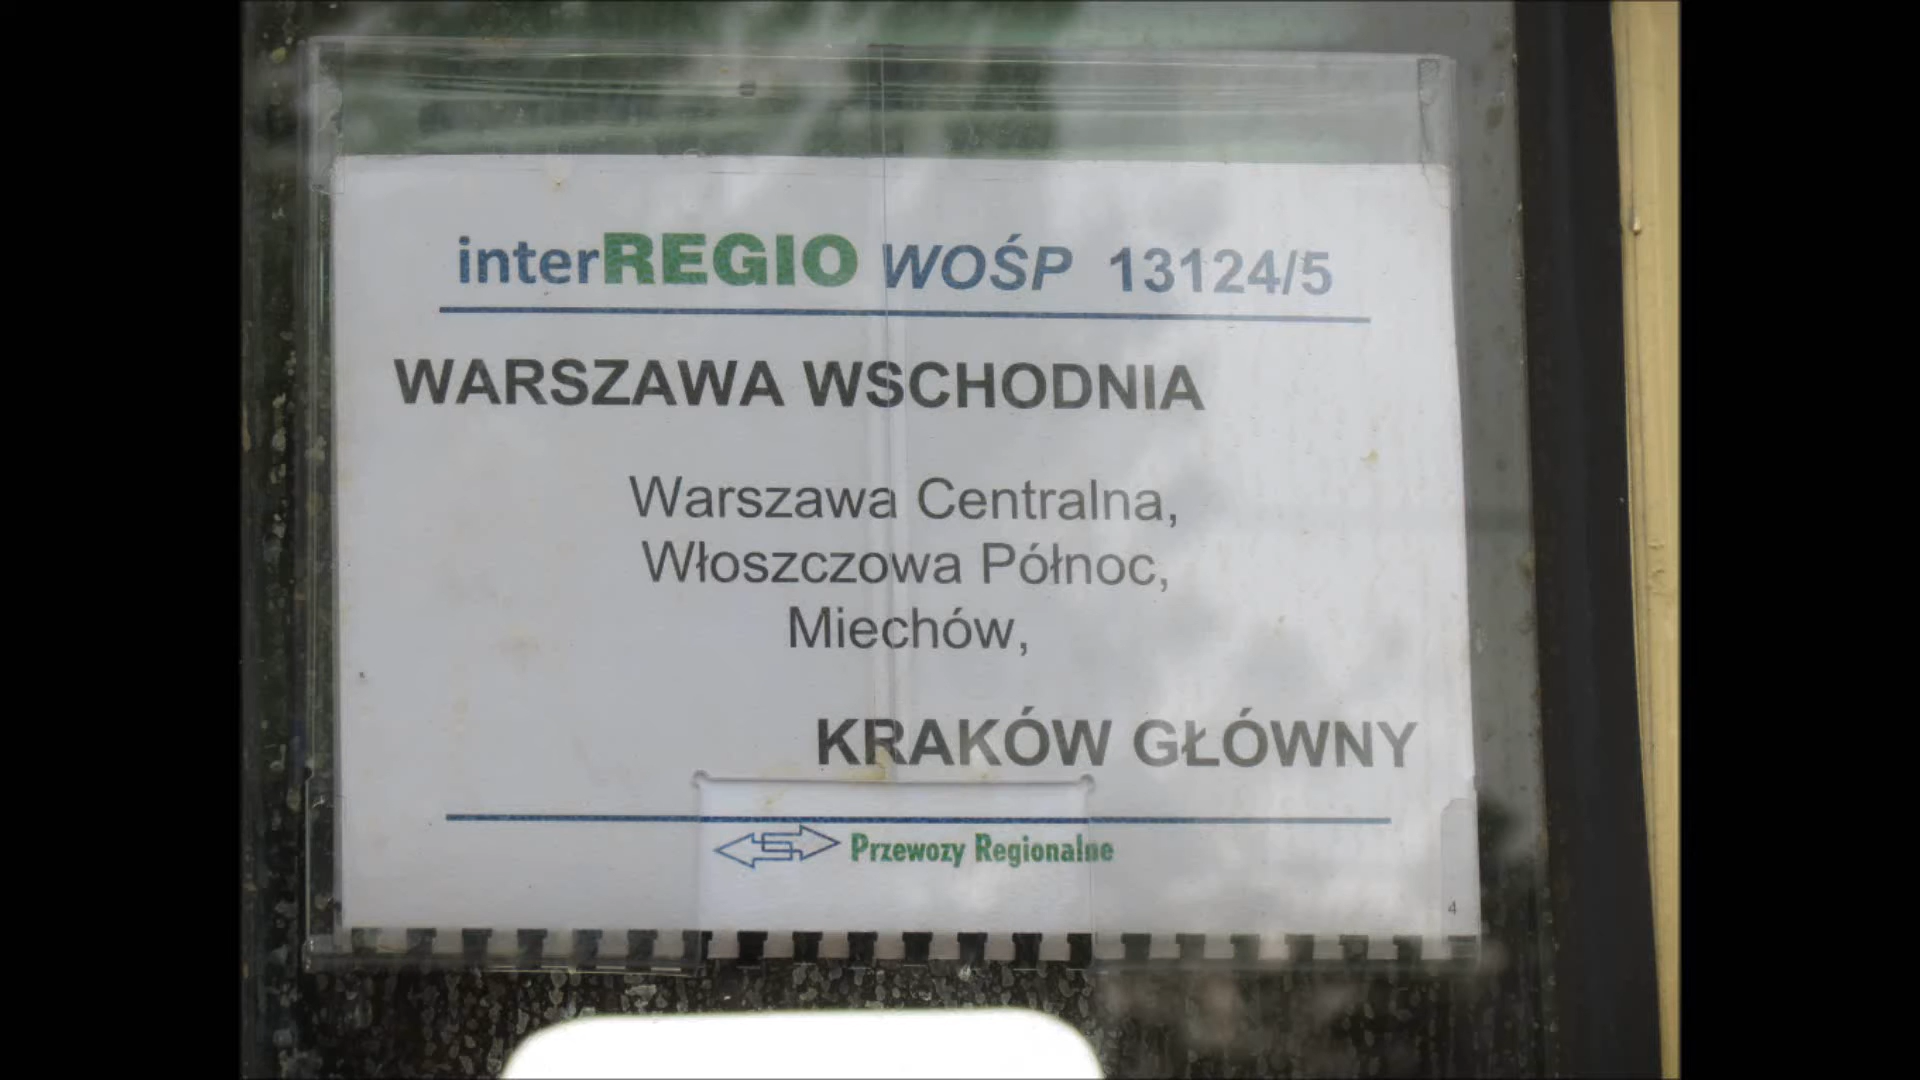 interREGIO WOŚP 13124/5
WARSZAWA WSCHODNIA
Warszawa Centralna,
Włoszczowa Północ,
Miechów,
KRAKÓW GŁÓWNY
Przewozy Regionalne
4